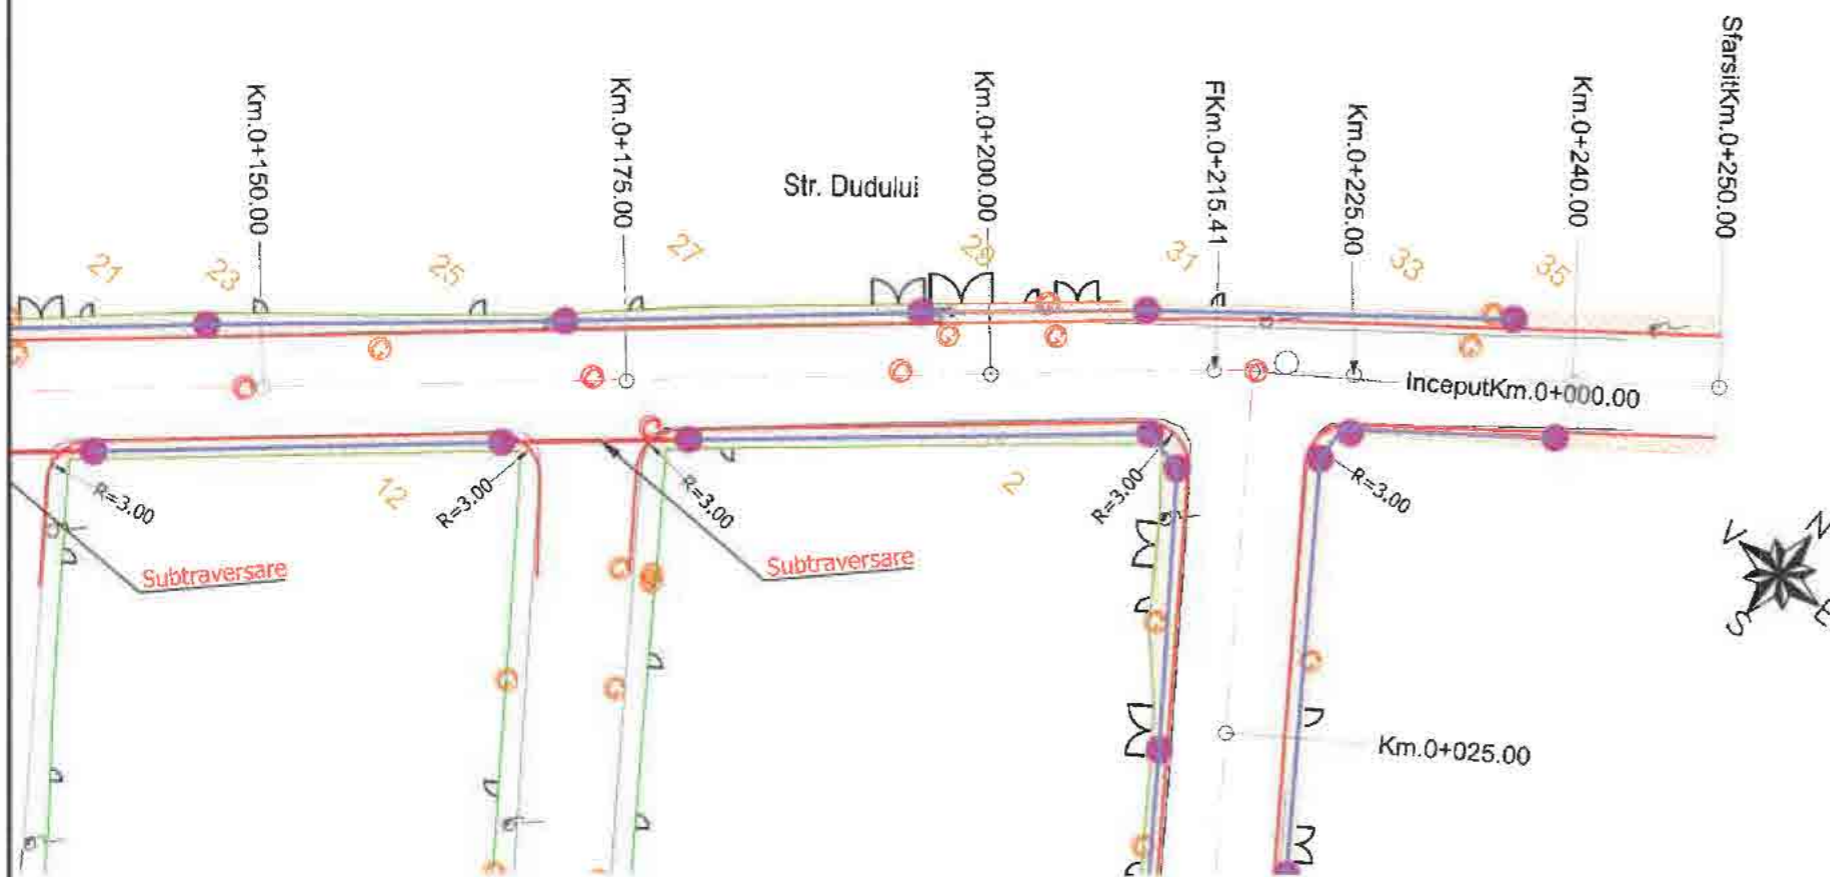 SfarsitKm.0+250.00
Km.0+150.00
Km.0+175.00
Km.0+200.00
FKm.0+215.41
Km.0+225.00
Km.0+240.00
Str. Dudului
21
23
25
27
29
31
33
35
InceputKm.0+000.00
R=3.00
12
R=3.00
R=3.00
2
R=3.00
R=3.00
Subtraversare
Subtraversare
V
N
S
E
Km.0+025.00